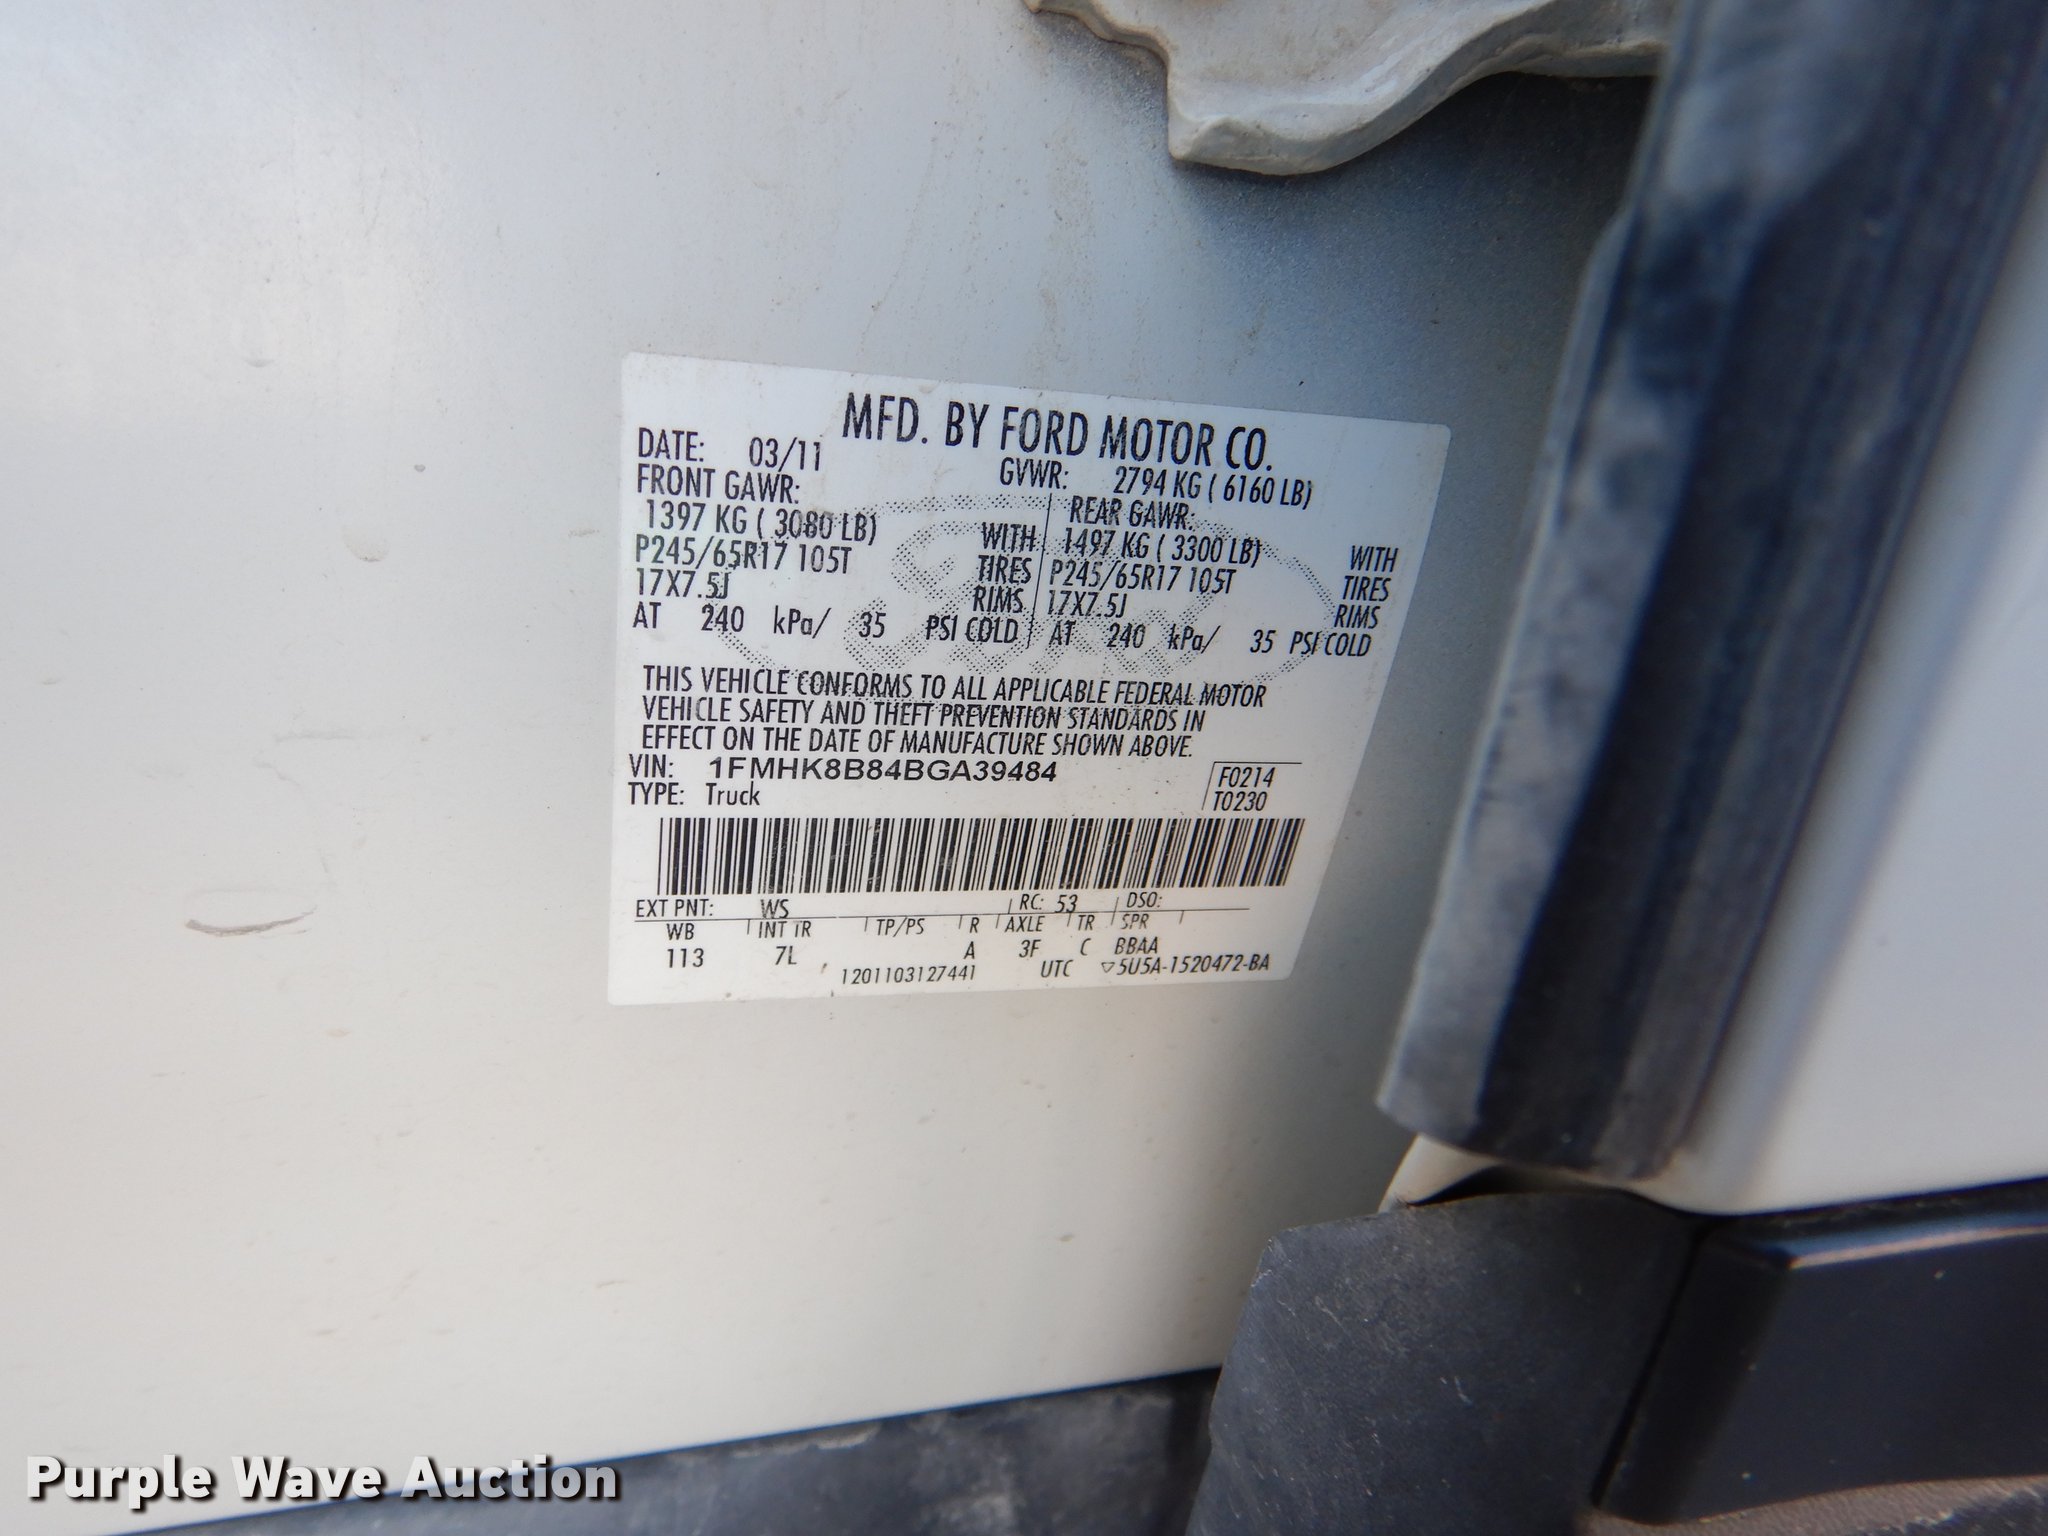 MFD. BY FORD MOTOR CO.
DATE: 03/11 GVWR: 2794 KG ( 6160 LB)
FRONT GAWR: REAR GAWR:
1397 KG ( 3080 LB) WITH 1497 KG ( 3300 LB) WITH
P245/65R17 105T TIRES P245/65R17 105T TIRES
17X7.5J RIMS 17X7.5J RIMS
AT 240 kPa/ 35 PSI COLD AT 240 kPa/ 35 PSI COLD
THIS VEHICLE CONFORMS TO ALL APPLICABLE FEDERAL MOTOR
VEHICLE SAFETY AND THEFT PREVENTION STANDARDS IN
EFFECT ON THE DATE OF MANUFACTURE SHOWN ABOVE.
VIN: 1FMHK8B84BGA39484 F0214
TYPE: Truck T0230
EXT PNT: WS RC: 53 DSO:
WB INT TR TP/PS R AXLE TR SPR
113 7L A 3F C BBAA
1201103127441 UTC ▽5U5A-1520472-BA
Purple Wave Auction